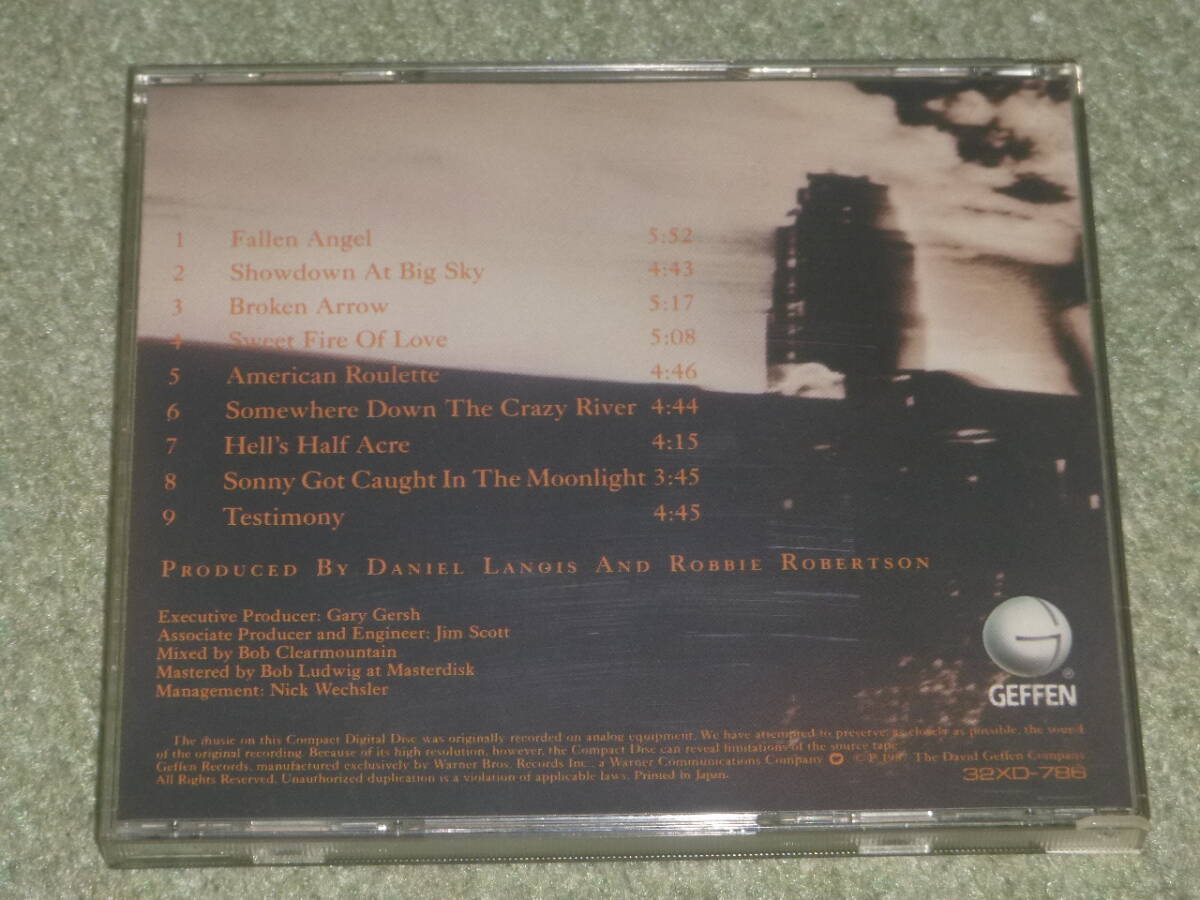 1 Fallen Angel 5:52
2 Showdown At Big Sky 4:43
3 Broken Arrow 5:17
4 Sweet Fire Of Love 5:08
5 American Roulette 4:46
6 Somewhere Down The Crazy River 4:44
7 Hell's Half Acre 4:15
8 Sonny Got Caught In The Moonlight 3:45
9 Testimony 4:45
PRODUCED BY DANIEL LANOIS AND ROBBIE ROBERTSON
Executive Producer: Gary Gersh
Associate Producer and Engineer: Jim Scott
Mixed by Bob Clearmountain
Mastered by Bob Ludwig at Masterdisk
Management: Nick Wechsler
GEFFEN
®
The music on this Compact Digital Disc was originally recorded on analog equipment. We have attempted to preserve, as closely as possible, the sound
of the original recording. Because of its high resolution, however, the Compact Disc can reveal limitations of the source tape.
Geffen Records, manufactured exclusively by Warner Bros. Records Inc., a Warner Communications Company ©℗ 1987 The David Geffen Company
All Rights Reserved. Unauthorized duplication is a violation of applicable laws. Printed in Japan.
32XD-786